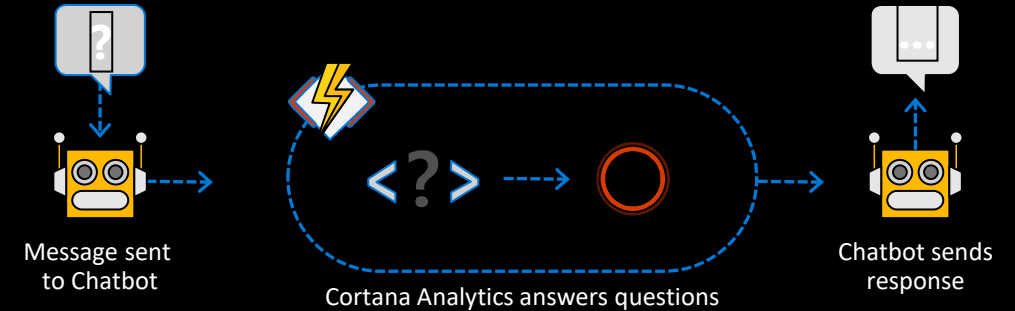 ?
...
< ? >
Message sent
to Chatbot
Cortana Analytics answers questions
Chatbot sends
response